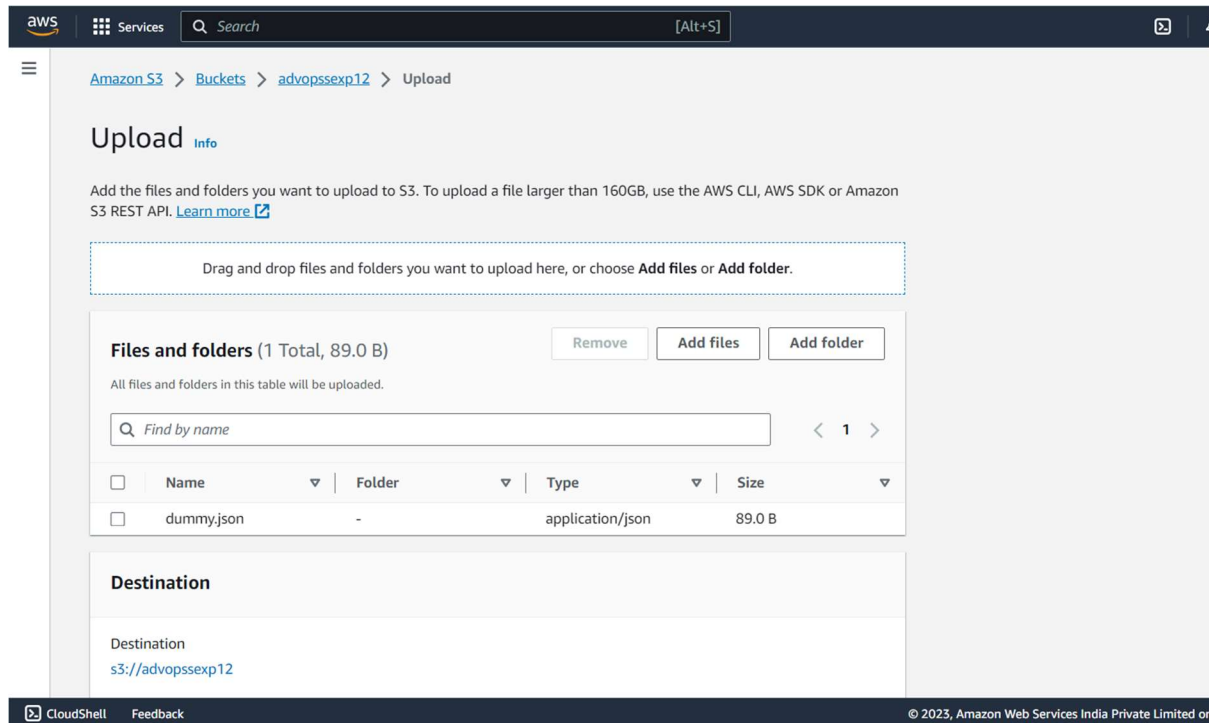 aws
Services
Search
[Alt+S]
Amazon S3 > Buckets > advopssexp12 > Upload
Upload Info
Add the files and folders you want to upload to S3. To upload a file larger than 160GB, use the AWS CLI, AWS SDK or Amazon
S3 REST API. Learn more
Drag and drop files and folders you want to upload here, or choose Add files or Add folder.
Files and folders (1 Total, 89.0 B)
Remove
Add files
Add folder
All files and folders in this table will be uploaded.
Find by name
1
Name Folder Type Size
dummy.json - application/json 89.0 B
Destination
Destination
s3://advopssexp12
CloudShell Feedback © 2023, Amazon Web Services India Private Limited or